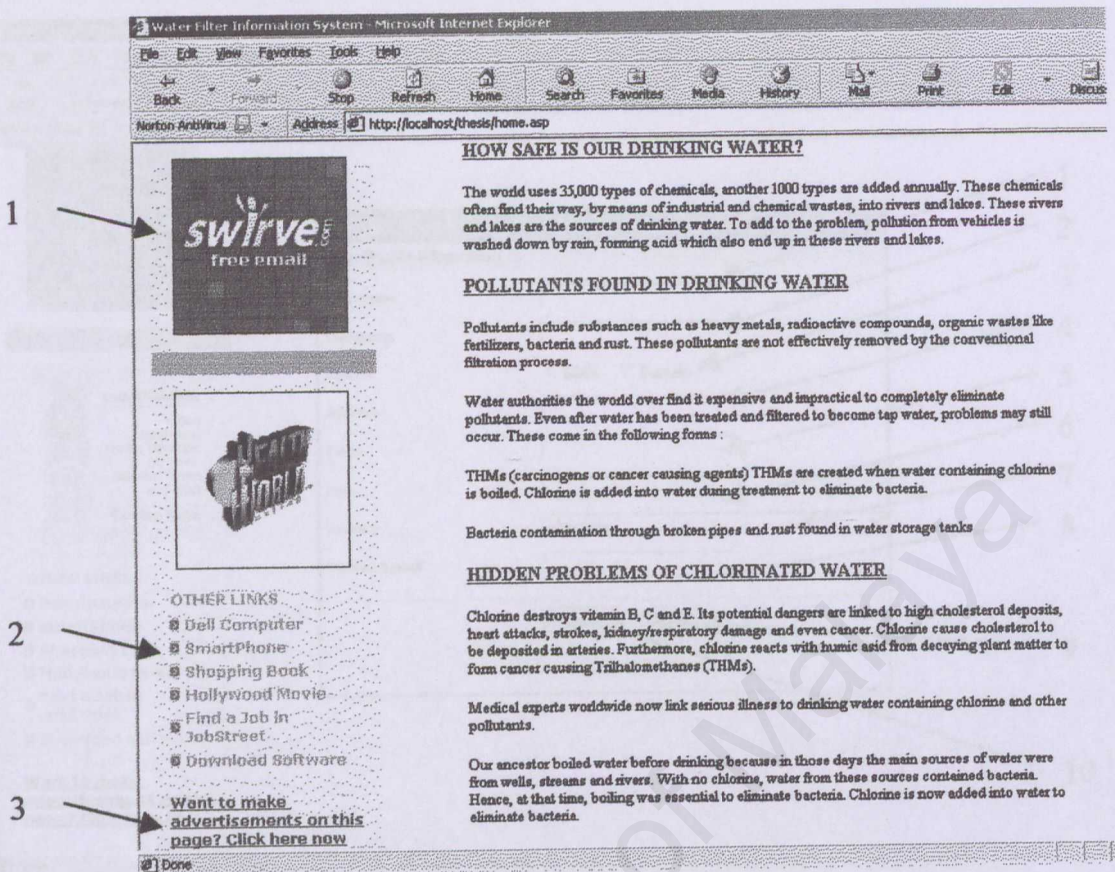 Water Filter Information System - Microsoft Internet Explorer
File Edit View Favorites Tools Help
Back Forward Stop Refresh Home Search Favorites Media History Mail Print Edit Discus
Norton AntiVirus Address http://localhost/thesis/home.asp
1
swirve.com
free email
HEALTH
WORLD
OTHER LINKS
Dell Computer
2
SmartPhone
Shopping Book
Hollywood Movie
Find a Job in
JobStreet
Download Software
3
Want to make
advertisements on this
page? Click here now
HOW SAFE IS OUR DRINKING WATER?
The world uses 35,000 types of chemicals, another 1000 types are added annually. These chemicals
often find their way, by means of industrial and chemical wastes, into rivers and lakes. These rivers
and lakes are the sources of drinking water. To add to the problem, pollution from vehicles is
washed down by rain, forming acid which also end up in these rivers and lakes.
POLLUTANTS FOUND IN DRINKING WATER
Pollutants include substances such as heavy metals, radioactive compounds, organic wastes like
fertilizers, bacteria and rust. These pollutants are not effectively removed by the conventional
filtration process.
Water authorities the world over find it expensive and impractical to completely eliminate
pollutants. Even after water has been treated and filtered to become tap water, problems may still
occur. These come in the following forms :
THMs (carcinogens or cancer causing agents) THMs are created when water containing chlorine
is boiled. Chlorine is added into water during treatment to eliminate bacteria.
Bacteria contamination through broken pipes and rust found in water storage tanks
HIDDEN PROBLEMS OF CHLORINATED WATER
Chlorine destroys vitamin B, C and E. Its potential dangers are linked to high cholesterol deposits,
heart attacks, strokes, kidney/respiratory damage and even cancer. Chlorine cause cholesterol to
be deposited in arteries. Furthermore, chlorine reacts with humic asid from decaying plant matter to
form cancer causing Trilhalomethanes (THMs).
Medical experts worldwide now link serious illness to drinking water containing chlorine and other
pollutants.
Our ancestor boiled water before drinking because in those days the main sources of water were
from wells, streams and rivers. With no chlorine, water from these sources contained bacteria.
Hence, at that time, boiling was essential to eliminate bacteria. Chlorine is now added into water to
eliminate bacteria.
Done
of Malaya